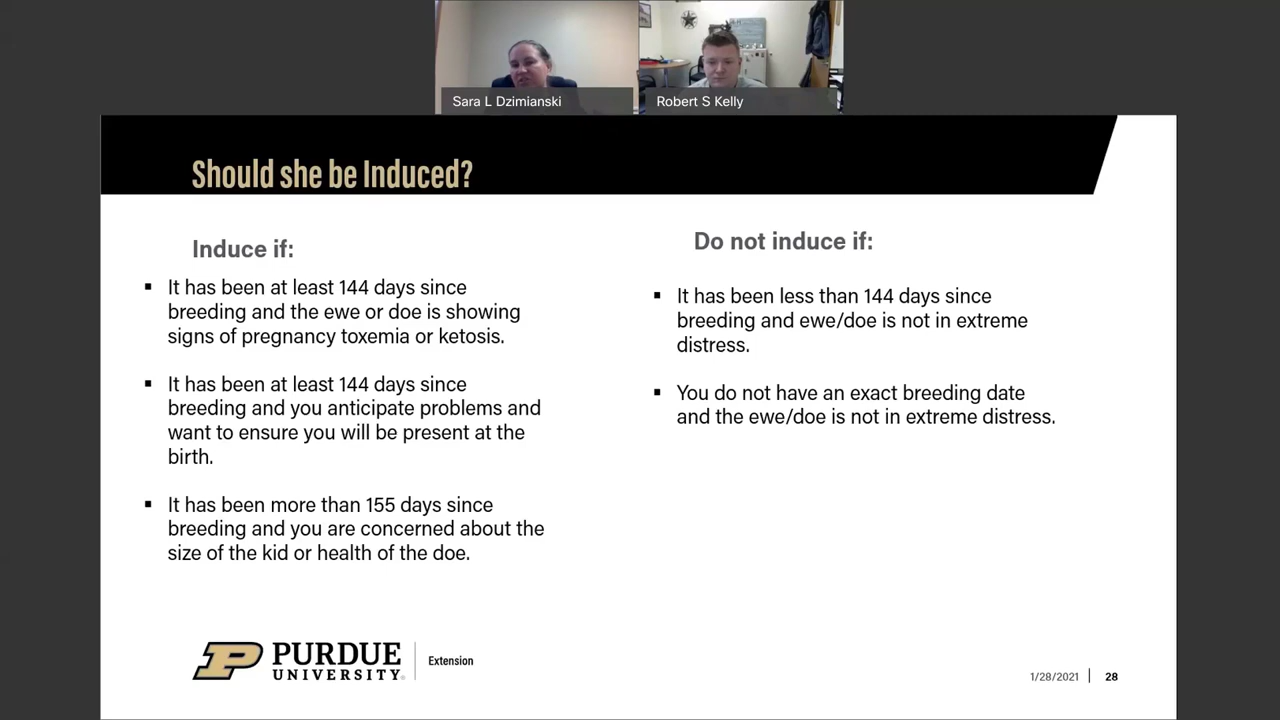 Sara L Dzimianski
Robert S Kelly
Should she be Induced?
Induce if:
▪ It has been at least 144 days since
breeding and the ewe or doe is showing
signs of pregnancy toxemia or ketosis.
▪ It has been at least 144 days since
breeding and you anticipate problems and
want to ensure you will be present at the
birth.
▪ It has been more than 155 days since
breeding and you are concerned about the
size of the kid or health of the doe.
Do not induce if:
▪ It has been less than 144 days since
breeding and ewe/doe is not in extreme
distress.
▪ You do not have an exact breeding date
and the ewe/doe is not in extreme distress.
P PURDUE
UNIVERSITY®
Extension
1/28/2021 | 28